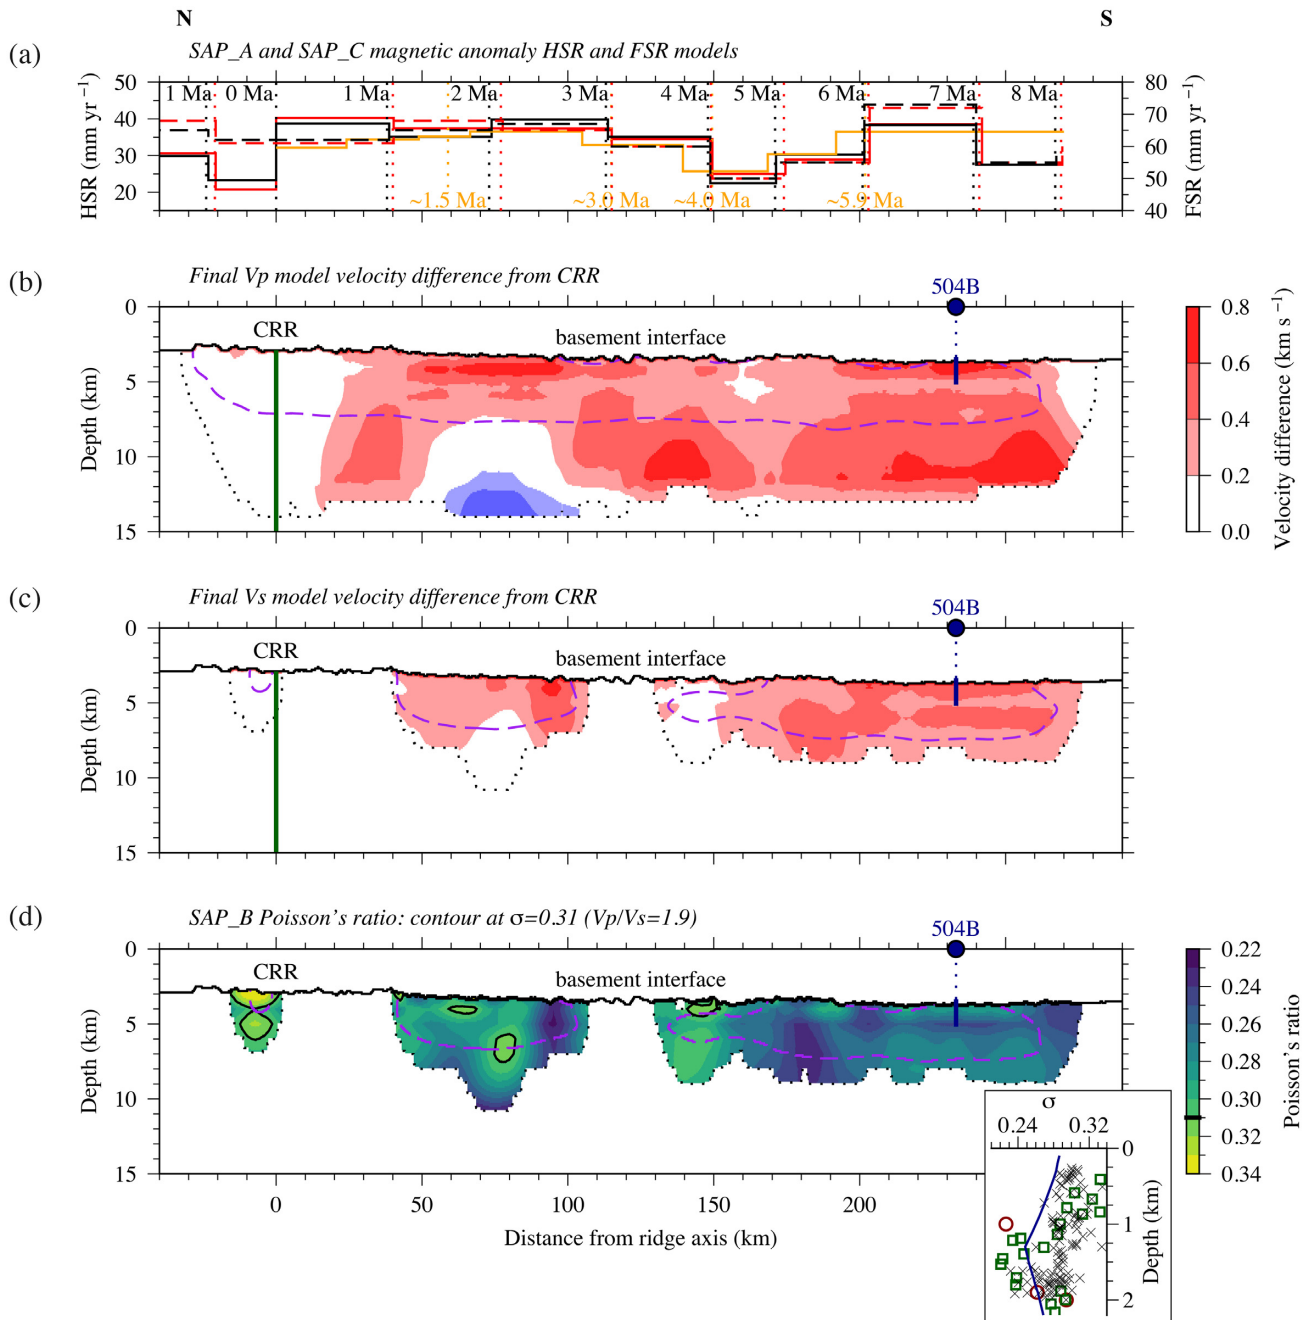 N S
(a) SAP_A and SAP_C magnetic anomaly HSR and FSR models
HSR (mm yr⁻¹)
50
40
30
20
1 Ma 0 Ma 1 Ma 2 Ma 3 Ma 4 Ma 5 Ma 6 Ma 7 Ma 8 Ma
~1.5 Ma ~3.0 Ma ~4.0 Ma ~5.9 Ma
80
70
60
50
40
FSR (mm yr⁻¹)
(b) Final Vp model velocity difference from CRR
504B
CRR
basement interface
Depth (km)
0
5
10
15
0.8
0.6
0.4
0.2
0.0
Velocity difference (km s⁻¹)
(c) Final Vs model velocity difference from CRR
504B
CRR
basement interface
Depth (km)
0
5
10
15
(d) SAP_B Poisson's ratio: contour at σ=0.31 (Vp/Vs=1.9)
504B
CRR
basement interface
Depth (km)
0
5
10
15
0 50 100 150 200
Distance from ridge axis (km)
0.22
0.24
0.26
0.28
0.30
0.32
0.34
Poisson's ratio
σ
0.24 0.32
0
1
2
Depth (km)